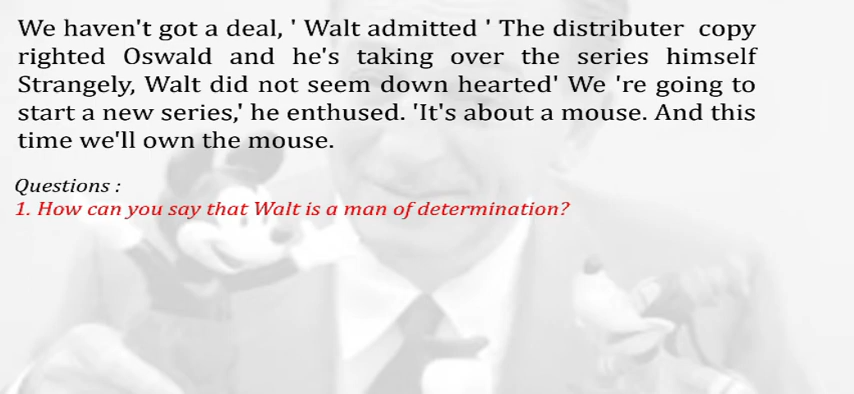 We haven't got a deal, ' Walt admitted ' The distributer copy
righted Oswald and he's taking over the series himself
Strangely, Walt did not seem down hearted' We 're going to
start a new series,' he enthused. 'It's about a mouse. And this
time we'll own the mouse.
Questions :
1. How can you say that Walt is a man of determination?